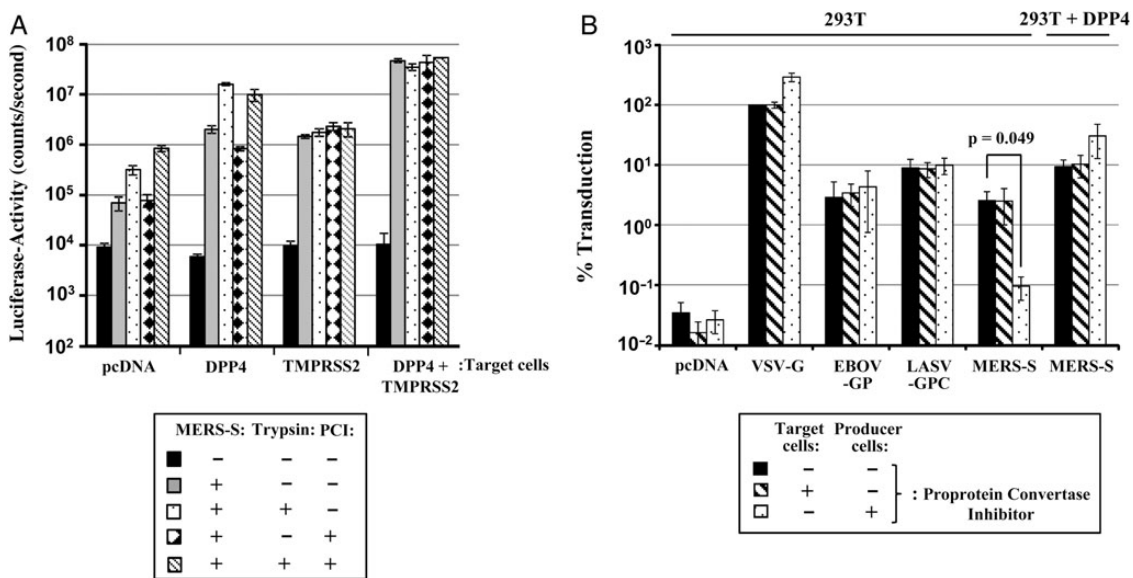 A
Luciferase-Activity (counts/second)
10^8
10^7
10^6
10^5
10^4
10^3
10^2
pcDNA
DPP4
TMPRSS2
DPP4 +
TMPRSS2
:Target cells
MERS-S: Trypsin: PCI:
- - -
+ - -
+ + -
+ - +
+ + +
B
293T
293T + DPP4
% Transduction
10^3
10^2
10^1
10^0
10^-1
10^-2
p = 0.049
pcDNA
VSV-G
EBOV
-GP
LASV
-GPC
MERS-S
MERS-S
Target Producer
cells: cells:
- -
+ -
- +
: Proprotein Convertase
Inhibitor